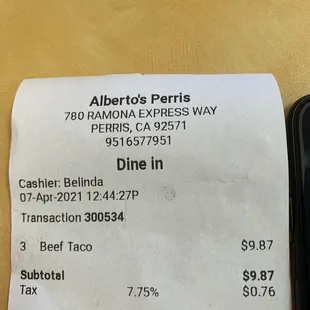 Alberto's Perris
780 RAMONA EXPRESS WAY
PERRIS, CA 92571
9516577951
Dine in
Cashier: Belinda
07-Apr-2021 12:44:27P
Transaction 300534
3 Beef Taco $9.87
Subtotal $9.87
Tax 7.75% $0.76